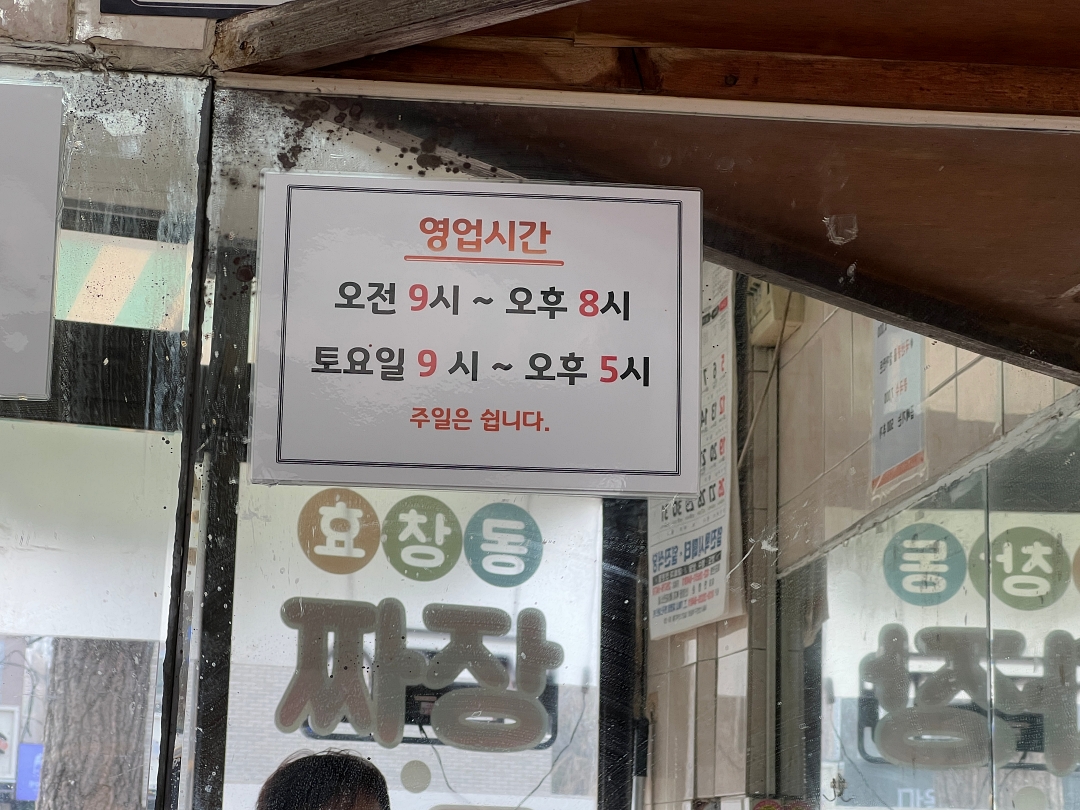 영업시간
오전 9시 ~ 오후 8시
토요일 9 시 ~ 오후 5시
주일은 쉽니다.
효창동
짜장